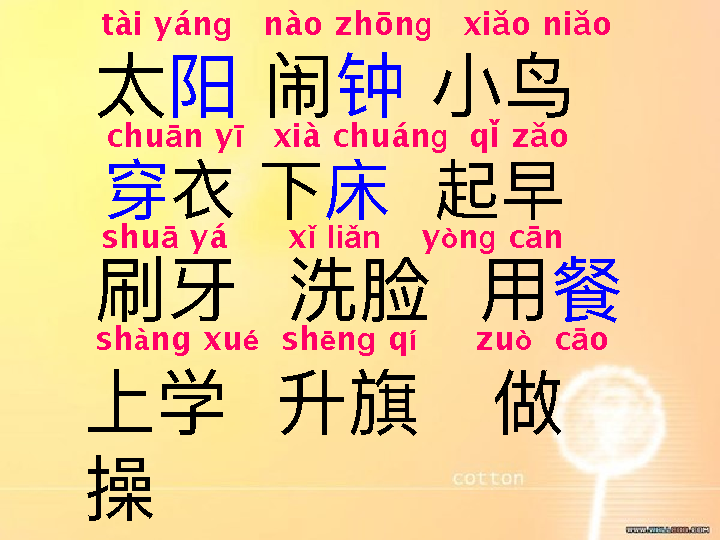 tài yáng nào zhōng xiǎo niǎo
太阳 闹钟 小鸟
chuān yī xià chuáng qǐ zǎo
穿衣 下床 起早
shuā yá xǐ liǎn yòng cān
刷牙 洗脸 用餐
shàng xué shēng qí zuò cāo
上学 升旗 做
操
cotton